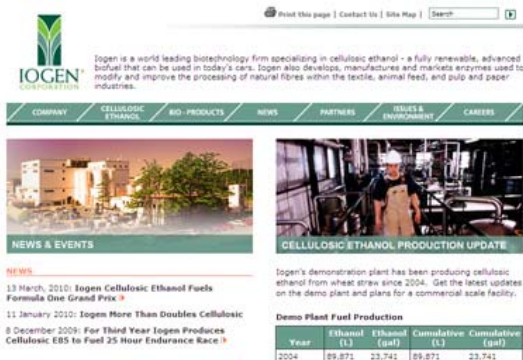 Print this page | Contact Us | Site Map | Search
IOGEN
CORPORATION
Iogen is a world leading biotechnology firm specializing in cellulosic ethanol - a fully renewable, advanced
biofuel that can be used in today's cars. Iogen also develops, manufactures and markets enzymes used to
modify and improve the processing of natural fibres within the textile, animal feed, and pulp and paper
industries.
COMPANY CELLULOSIC ETHANOL BIO-PRODUCTS NEWS PARTNERS ISSUES & ENVIRONMENT CAREERS
NEWS & EVENTS
NEWS
13 March, 2010: Iogen Cellulosic Ethanol Fuels
Formula One Grand Prix
11 January 2010: Iogen More Than Doubles Cellulosic
8 December 2009: For Third Year Iogen Produces
Cellulosic E85 to Fuel 25 Hour Endurance Race
CELLULOSIC ETHANOL PRODUCTION UPDATE
Iogen's demonstration plant has been producing cellulosic
ethanol from wheat straw since 2004. Get the latest updates
on the demo plant and plans for a commercial scale facility.
Demo Plant Fuel Production
Year Ethanol (L) Ethanol (gal) Cumulative (L) Cumulative (gal)
2004 89,871 23,741 89,871 23,741